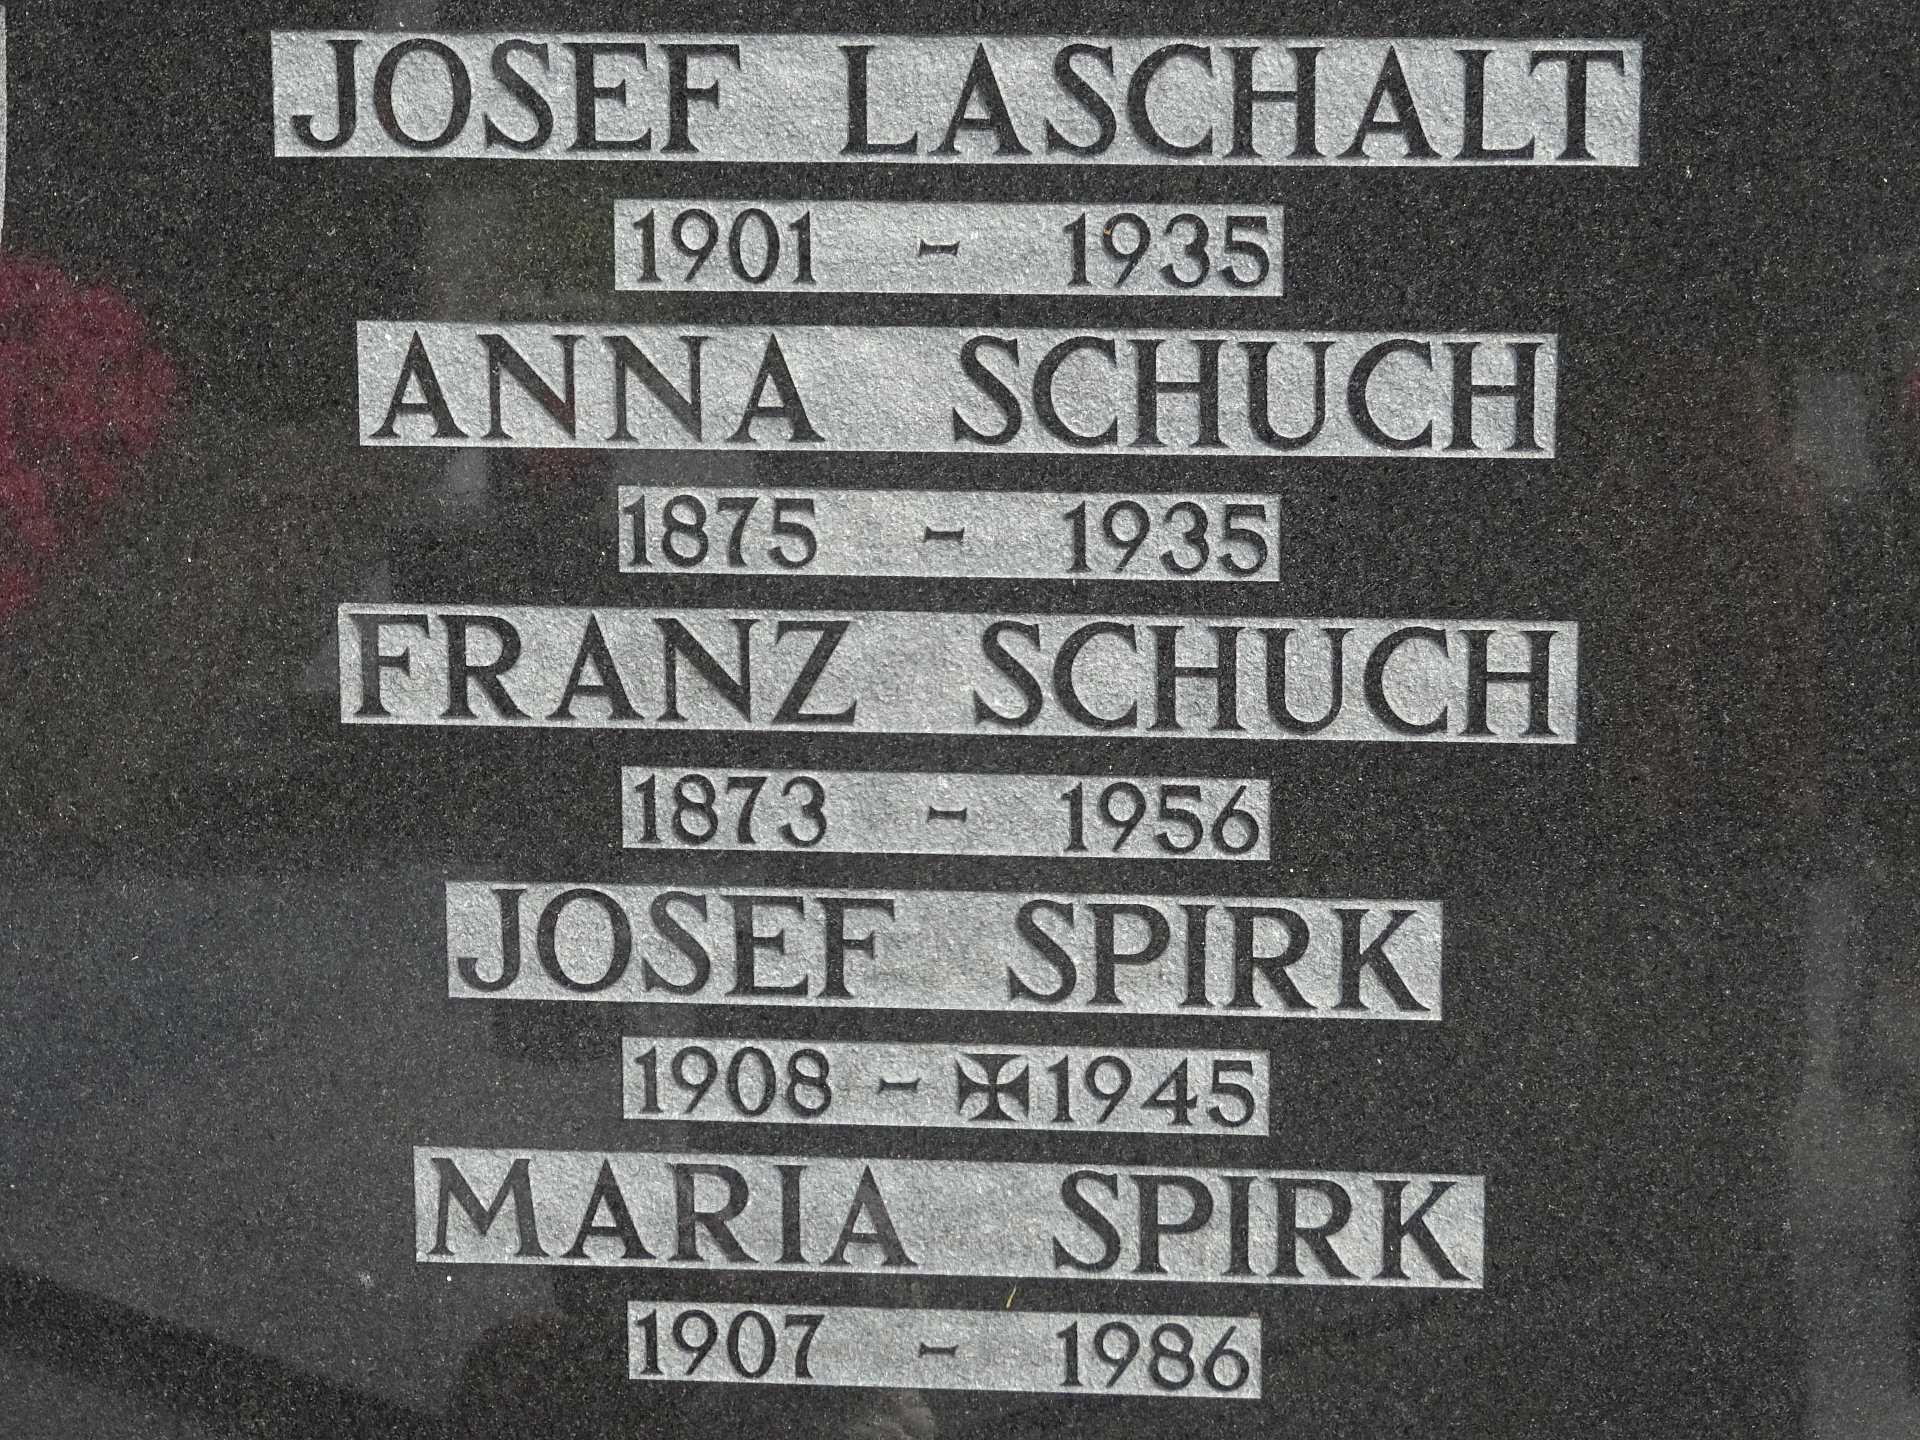 JOSEF LASCHALT
1901 - 1935
ANNA SCHUCH
1875 - 1935
FRANZ SCHUCH
1873 - 1956
JOSEF SPIRK
1908 - ✠1945
MARIA SPIRK
1907 - 1986